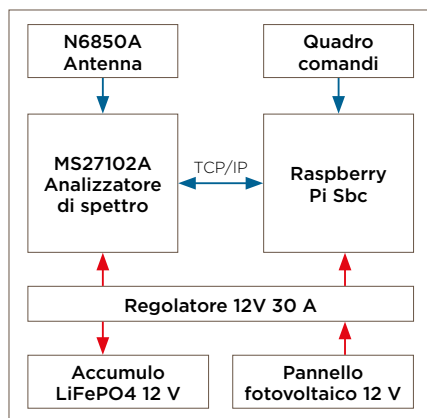 N6850A
Antenna
Quadro
comandi
MS27102A
Analizzatore
di spettro
TCP/IP
Raspberry
Pi Sbc
Regolatore 12V 30 A
Accumulo
LiFePO4 12 V
Pannello
fotovoltaico 12 V